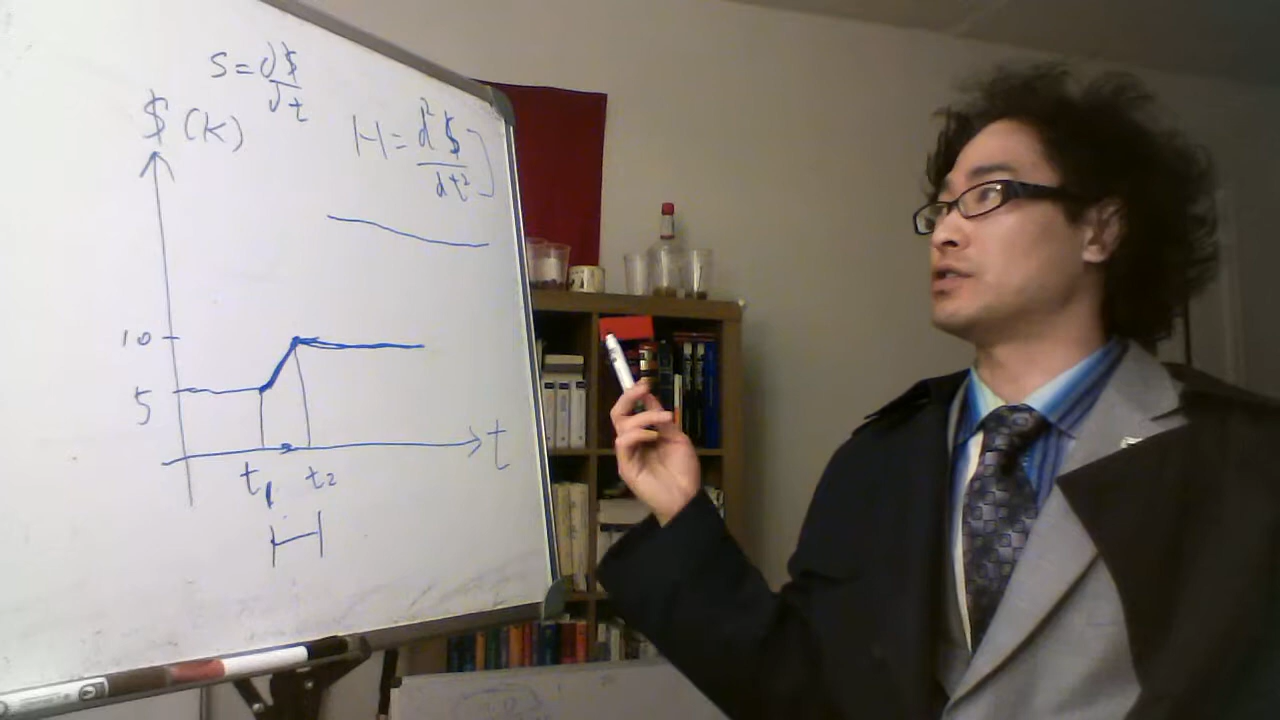 S = d$/dt
$ (K)
H = d²$/dt²]
10
5
t
t₁ t₂
H